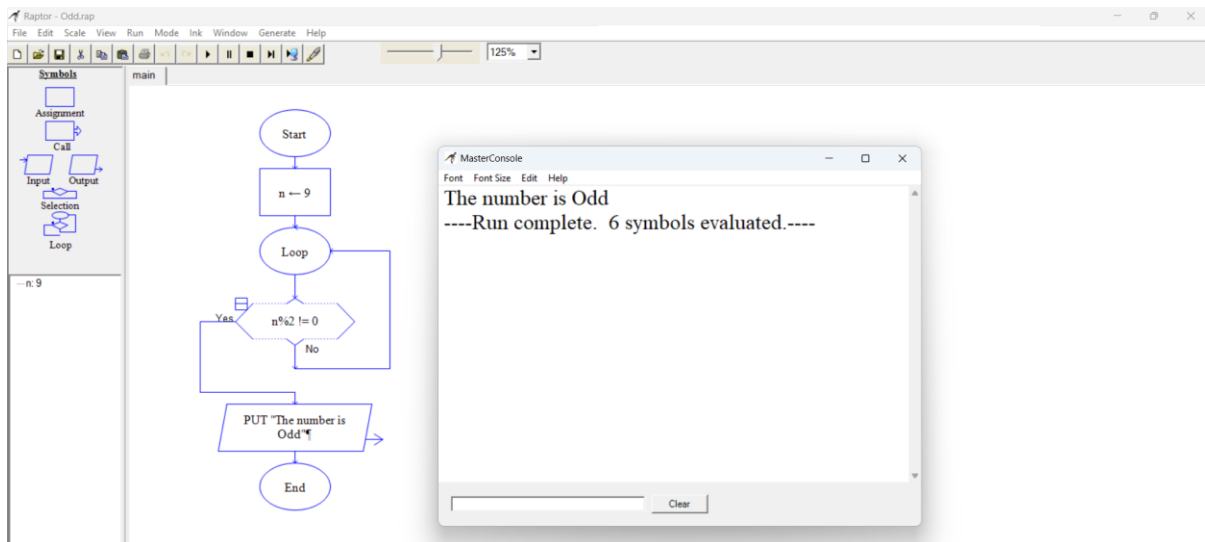 Raptor - Odd.rap
File Edit Scale View Run Mode Ink Window Generate Help
125%
Symbols
Assignment
Call
Input Output
Selection
Loop
n: 9
main
Start
n ← 9
Loop
Yes
n%2 != 0
No
PUT "The number is
Odd"¶
End
MasterConsole
Font Font Size Edit Help
The number is Odd
----Run complete. 6 symbols evaluated.----
Clear